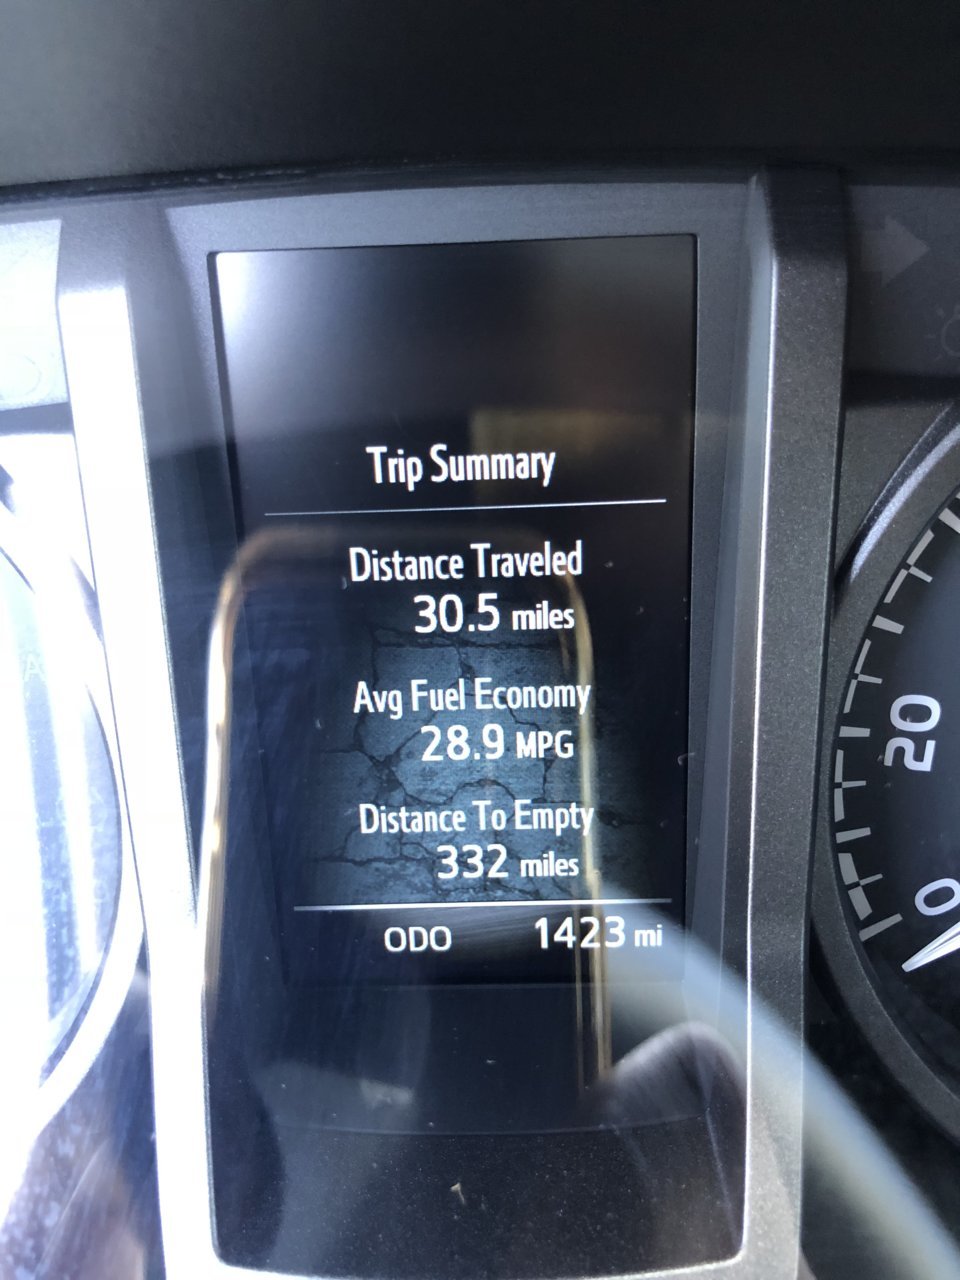 Trip Summary
Distance Traveled
30.5 miles
Avg Fuel Economy
28.9 MPG
Distance To Empty
332 miles
ODO 1423 mi
20
0